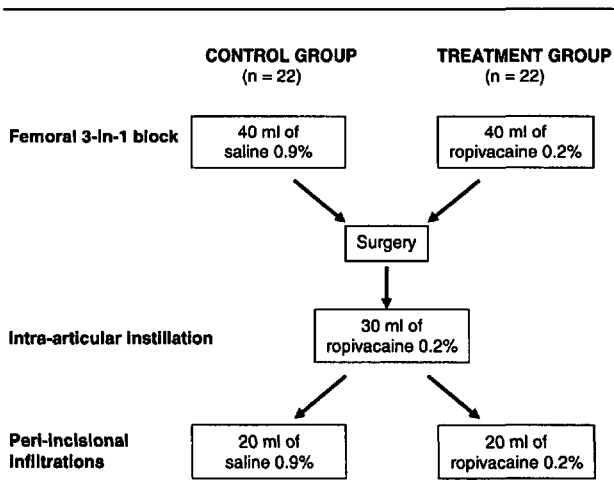 CONTROL GROUP TREATMENT GROUP
(n = 22) (n = 22)
Femoral 3-in-1 block
40 ml of
saline 0.9%
40 ml of
ropivacaine 0.2%
Surgery
Intra-articular Instillation
30 ml of
ropivacaine 0.2%
Peri-incisional
Infiltrations
20 ml of
saline 0.9%
20 ml of
ropivacaine 0.2%